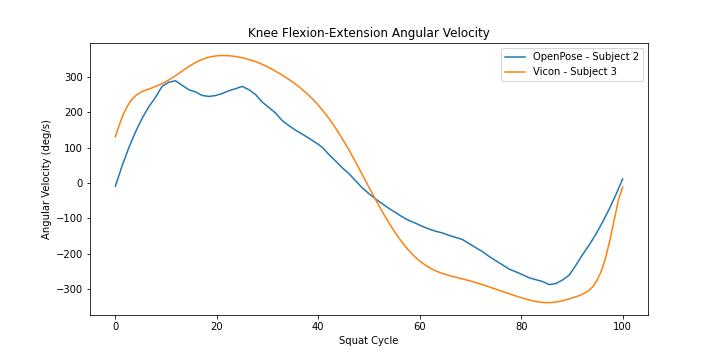 Knee Flexion-Extension Angular Velocity
OpenPose - Subject 2
Vicon - Subject 3
Angular Velocity (deg/s)
300
200
100
0
−100
−200
−300
0 20 40 60 80 100
Squat Cycle